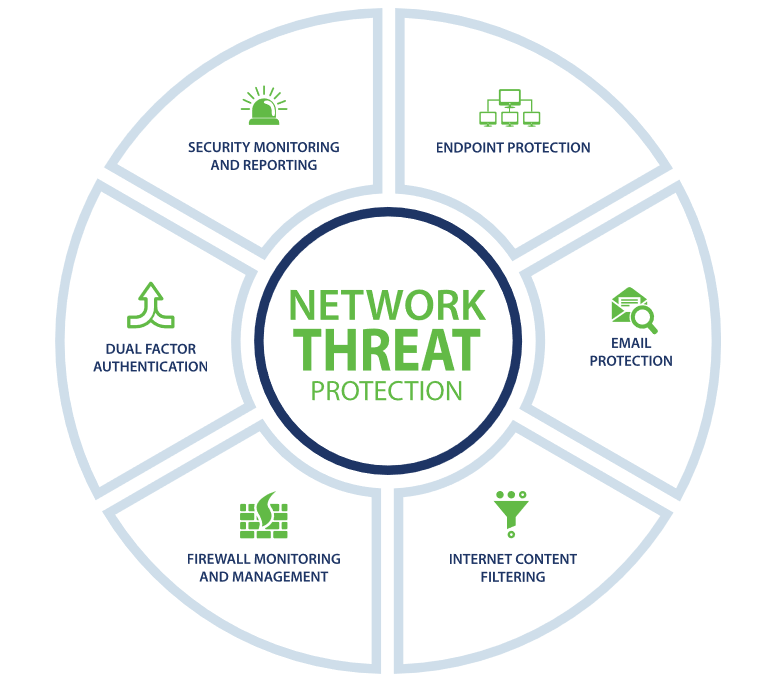 SECURITY MONITORING
AND REPORTING
ENDPOINT PROTECTION
DUAL FACTOR
AUTHENTICATION
NETWORK
THREAT
PROTECTION
EMAIL
PROTECTION
FIREWALL MONITORING
AND MANAGEMENT
INTERNET CONTENT
FILTERING